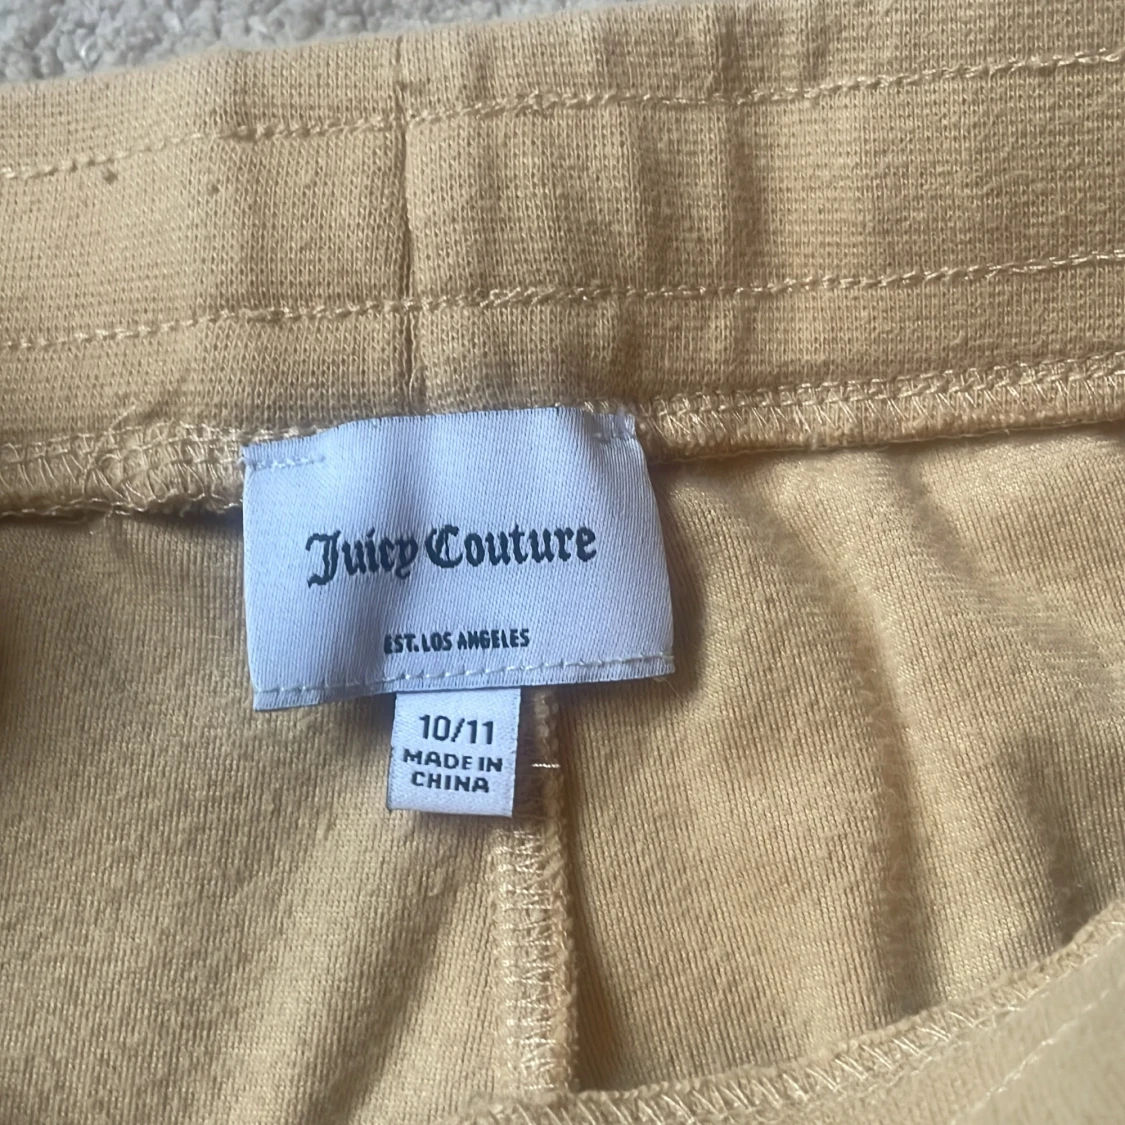 Juicy Couture
EST. LOS ANGELES
10/11
MADE IN
CHINA